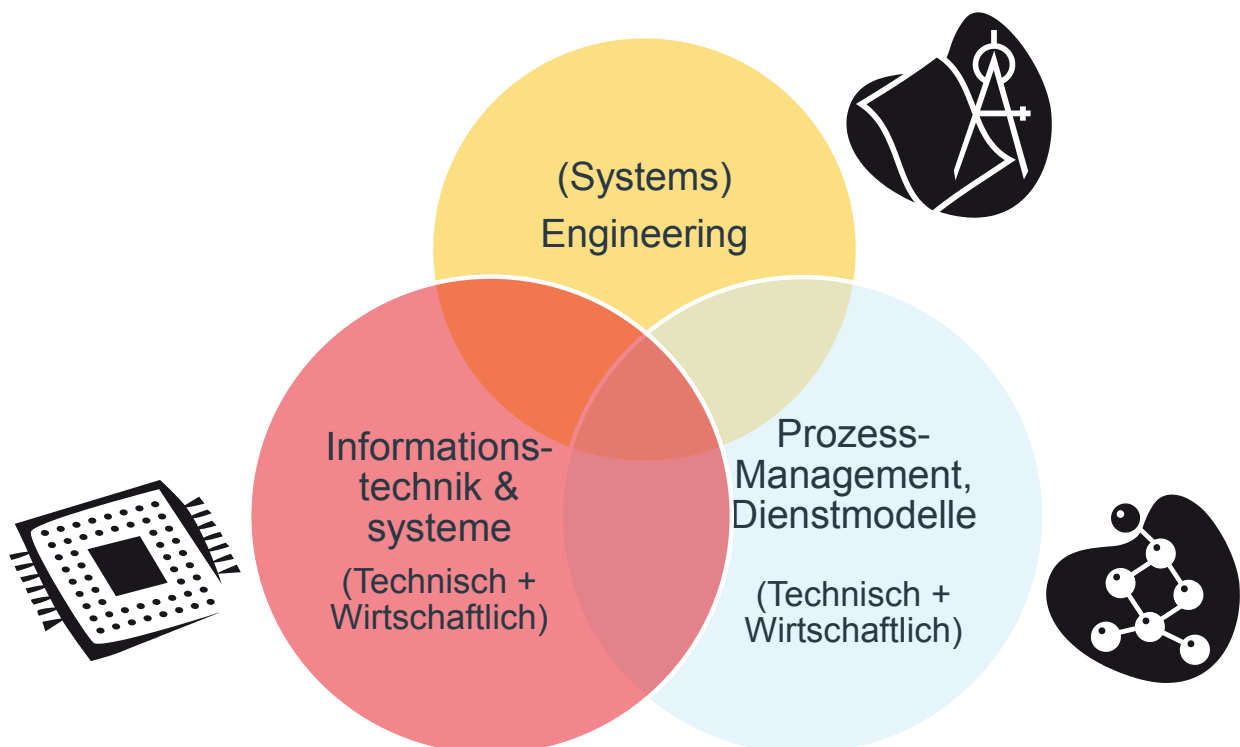 (Systems)
Engineering
Informations-
technik &
systeme
(Technisch +
Wirtschaftlich)
Prozess-
Management,
Dienstmodelle
(Technisch +
Wirtschaftlich)